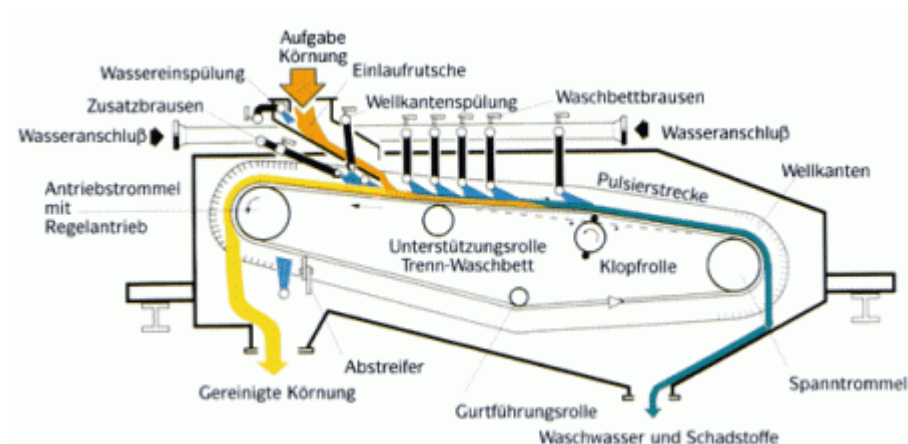 Aufgabe
Körnung
Wassereinspülung
Einlaufrutsche
Zusatzbrausen
Wellkantenspülung
Waschbettbrausen
Wasseranschluß
Wasseranschluß
Wellkanten
Antriebstrommel
mit
Regelantrieb
Pulsierstrecke
Unterstützungsrolle
Trenn-Waschbett
Klopfrolle
Abstreifer
Gereinigte Körnung
Gurtführungsrolle
Spanntrommel
Waschwasser und Schadstoffe